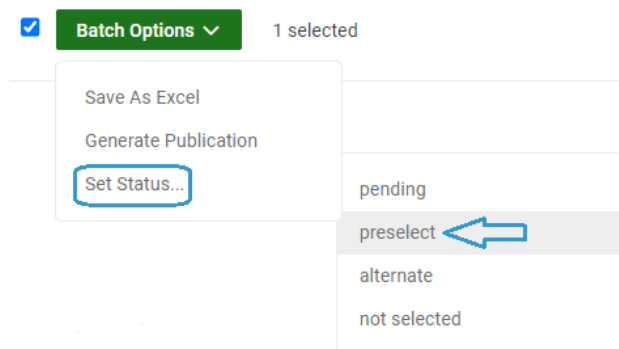 Batch Options 1 selected
Save As Excel
Generate Publication
Set Status...
pending
preselect
alternate
not selected